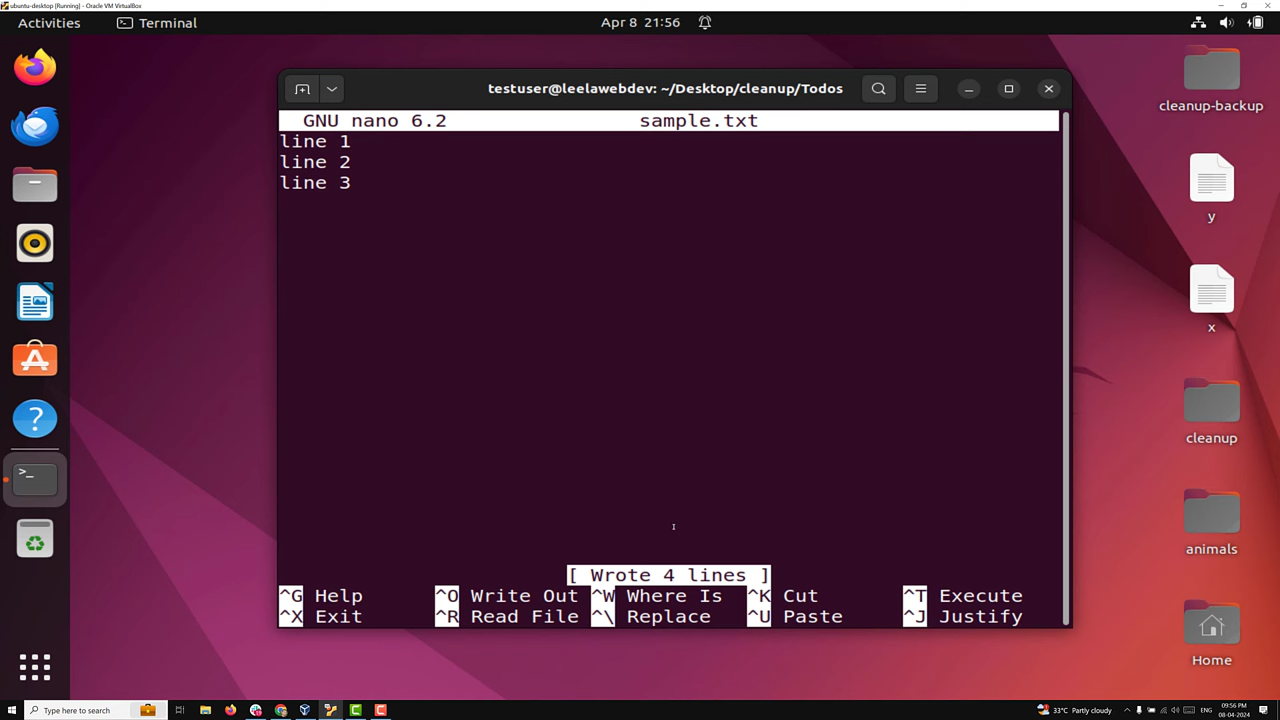 ubuntu-desktop [Running] - Oracle VM VirtualBox
Activities
Terminal
Apr 8 21:56
testuser@leelawebdev: ~/Desktop/cleanup/Todos
GNU nano 6.2 sample.txt
line 1
line 2
line 3
[ Wrote 4 lines ]
^G Help ^O Write Out ^W Where Is ^K Cut ^T Execute
^X Exit ^R Read File ^\ Replace ^U Paste ^J Justify
cleanup-backup
y
x
cleanup
animals
Home
Type here to search
33°C Partly cloudy
ENG
09:56 PM
08-04-2024